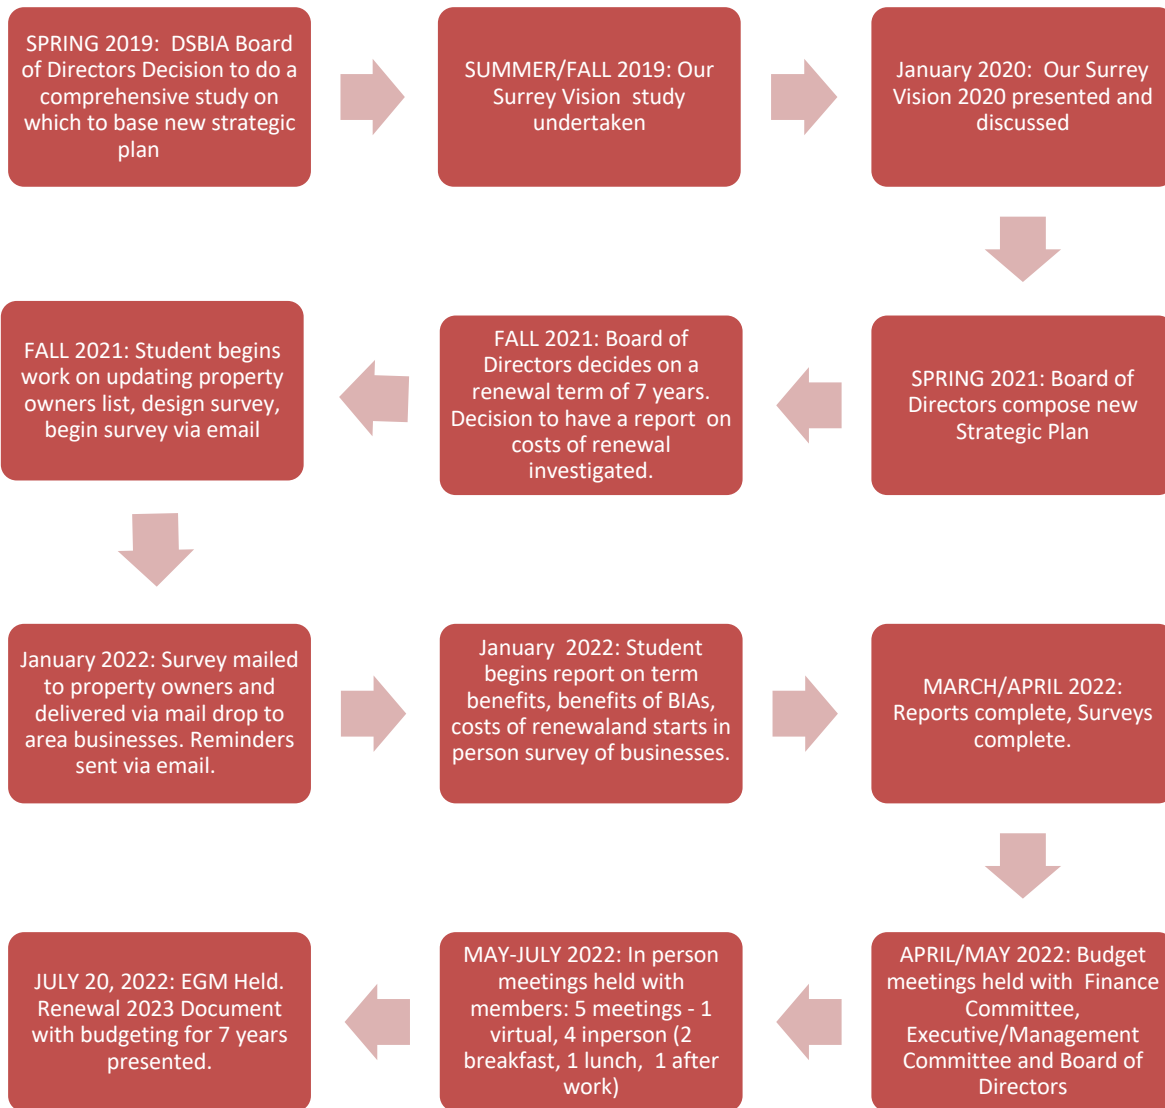 SPRING 2019: DSBIA Board
of Directors Decision to do a
comprehensive study on
which to base new strategic
plan
SUMMER/FALL 2019: Our
Surrey Vision study
undertaken
January 2020: Our Surrey
Vision 2020 presented and
discussed
SPRING 2021: Board of
Directors compose new
Strategic Plan
FALL 2021: Board of
Directors decides on a
renewal term of 7 years.
Decision to have a report on
costs of renewal
investigated.
FALL 2021: Student begins
work on updating property
owners list, design survey,
begin survey via email
January 2022: Survey mailed
to property owners and
delivered via mail drop to
area businesses. Reminders
sent via email.
January 2022: Student
begins report on term
benefits, benefits of BIAs,
costs of renewaland starts in
person survey of businesses.
MARCH/APRIL 2022:
Reports complete, Surveys
complete.
APRIL/MAY 2022: Budget
meetings held with Finance
Committee,
Executive/Management
Committee and Board of
Directors
MAY-JULY 2022: In person
meetings held with
members: 5 meetings - 1
virtual, 4 inperson (2
breakfast, 1 lunch, 1 after
work)
JULY 20, 2022: EGM Held.
Renewal 2023 Document
with budgeting for 7 years
presented.